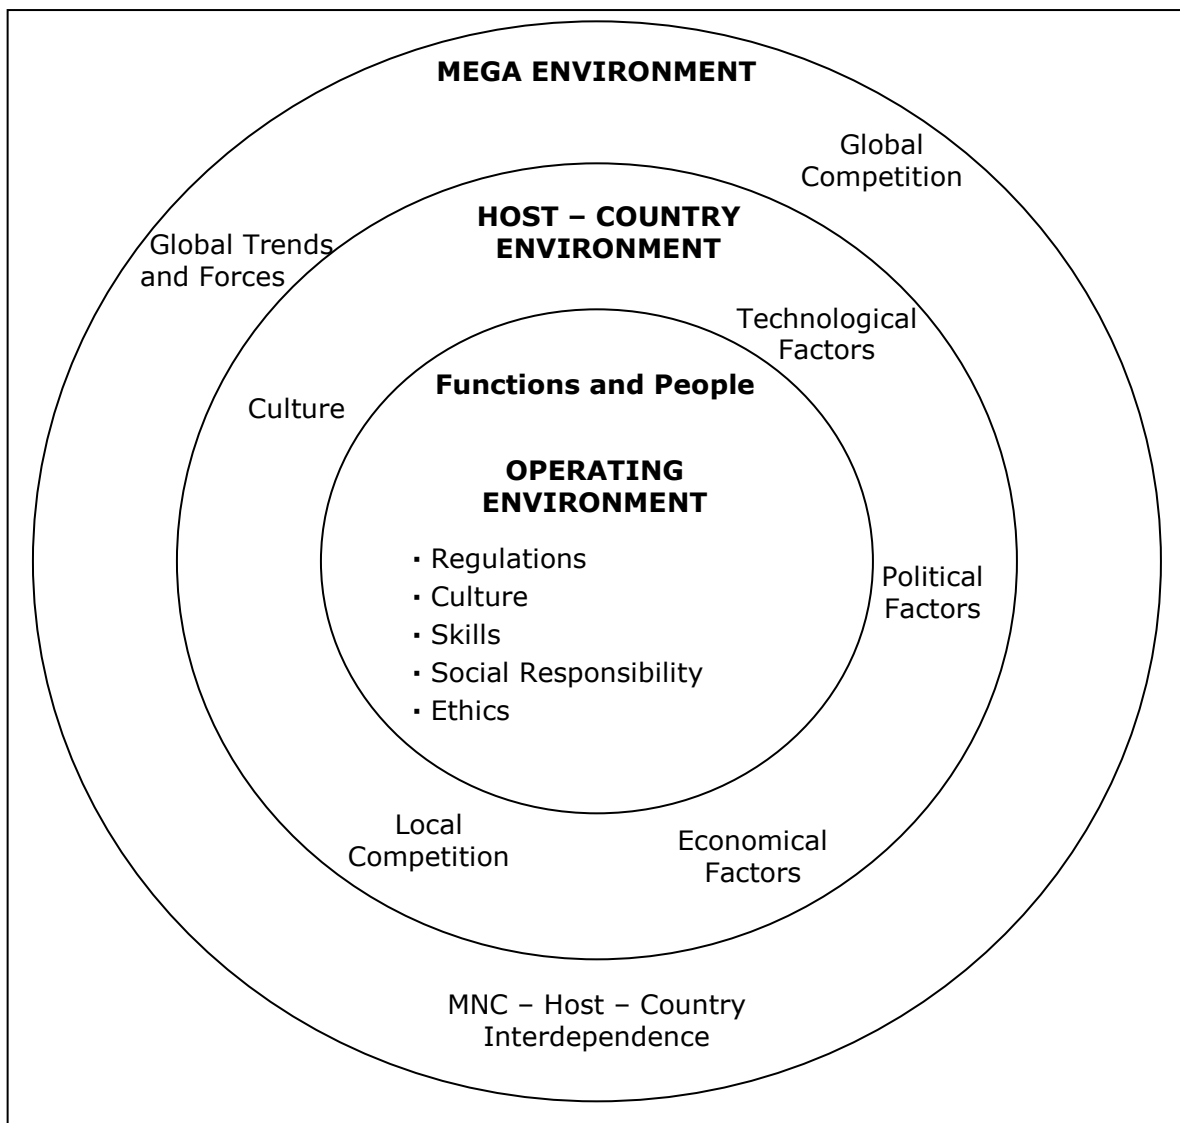 MEGA ENVIRONMENT
Global
Competition
HOST – COUNTRY
ENVIRONMENT
Global Trends
and Forces
Technological
Factors
Functions and People
Culture
OPERATING
ENVIRONMENT
· Regulations
· Culture
· Skills
· Social Responsibility
· Ethics
Political
Factors
Local
Competition
Economical
Factors
MNC – Host – Country
Interdependence